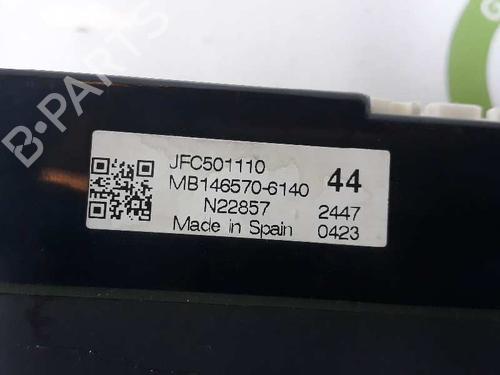 B-PARTS
JFC501110
MB146570-6140 44
N22857 2447
Made in Spain 0423